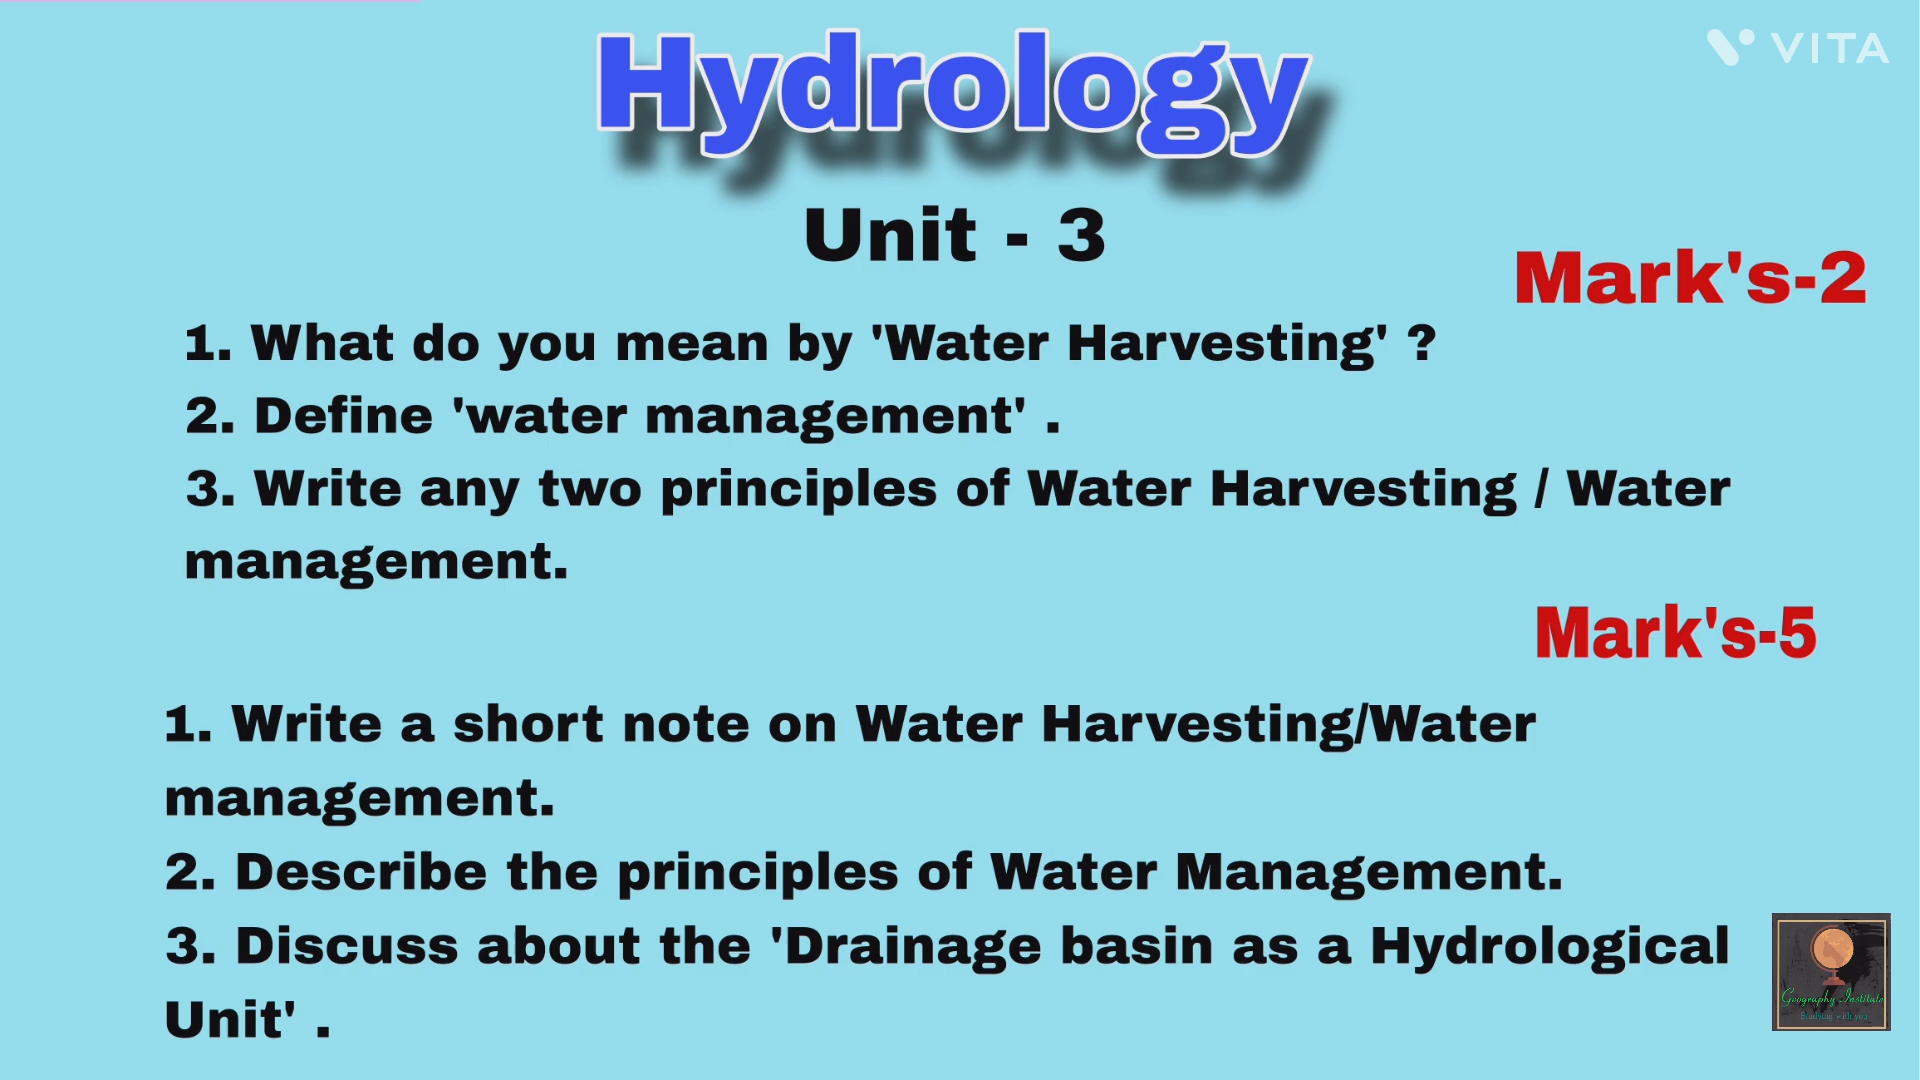 Hydrology
VITA
Unit - 3
Mark's-2
1. What do you mean by 'Water Harvesting' ?
2. Define 'water management' .
3. Write any two principles of Water Harvesting / Water
management.
Mark's-5
1. Write a short note on Water Harvesting/Water
management.
2. Describe the principles of Water Management.
3. Discuss about the 'Drainage basin as a Hydrological
Unit' .
Geography Institute
Studying with you